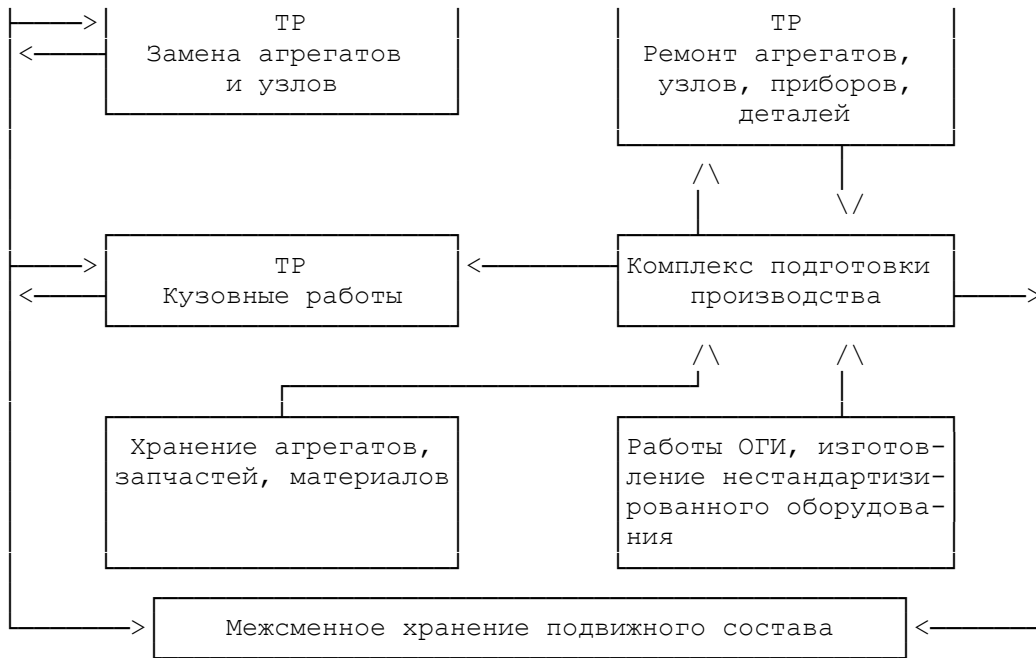 ТР
Замена агрегатов
и узлов
ТР
Ремонт агрегатов,
узлов, приборов,
деталей
ТР
Кузовные работы
Комплекс подготовки
производства
Хранение агрегатов,
запчастей, материалов
Работы ОГИ, изготов-
ление нестандартизи-
рованного оборудова-
ния
Межсменное хранение подвижного состава